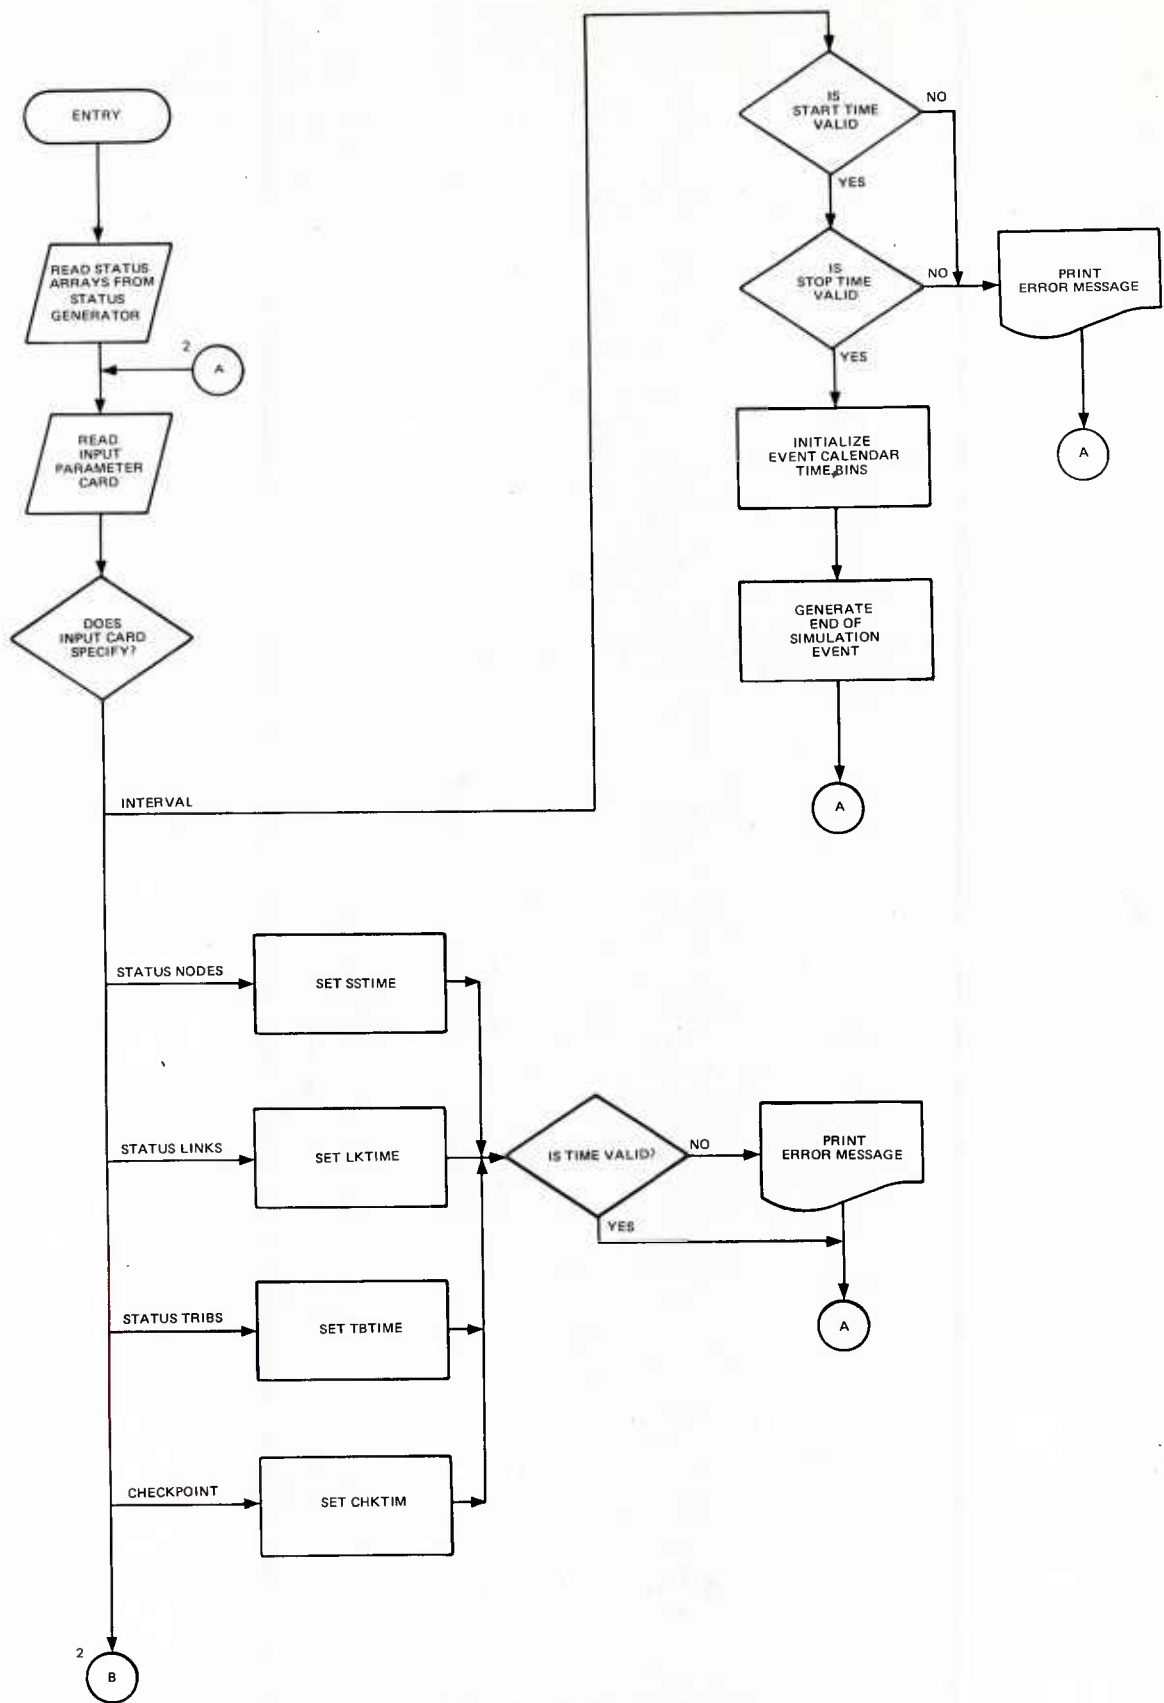 ENTRY
READ STATUS
ARRAYS FROM
STATUS
GENERATOR
2
A
READ
INPUT
PARAMETER
CARD
DOES
INPUT CARD
SPECIFY?
INTERVAL
IS
START TIME
VALID
NO
YES
IS
STOP TIME
VALID
NO
YES
PRINT
ERROR MESSAGE
A
INITIALIZE
EVENT CALENDAR
TIME BINS
GENERATE
END OF
SIMULATION
EVENT
A
STATUS NODES
SET SSTIME
STATUS LINKS
SET LKTIME
IS TIME VALID?
NO
YES
PRINT
ERROR MESSAGE
A
STATUS TRIBS
SET TBTIME
CHECKPOINT
SET CHKTIM
2
B